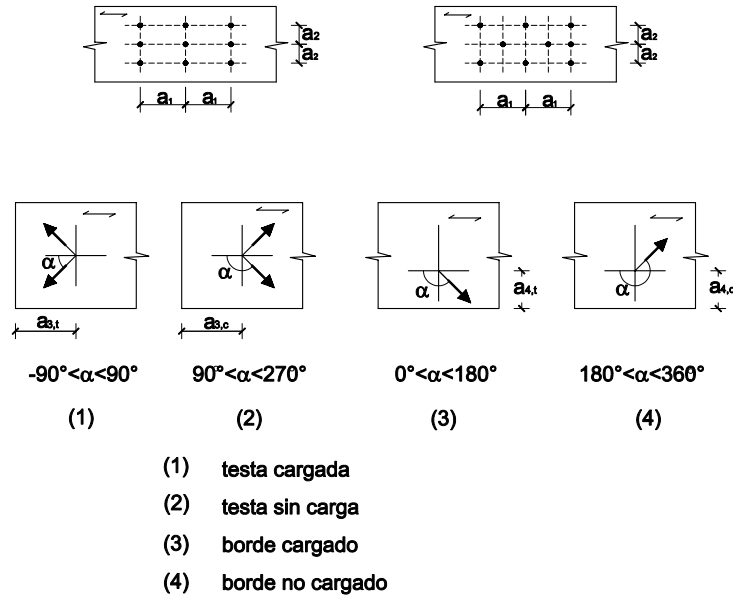 a₂
a₂
a₁ a₁
a₂
a₂
a₁ a₁
α
a₃,t
α
a₃,c
α
a₄,t
α
a₄,c
-90°<α<90° 90°<α<270° 0°<α<180° 180°<α<360°
(1) (2) (3) (4)
(1) testa cargada
(2) testa sin carga
(3) borde cargado
(4) borde no cargado